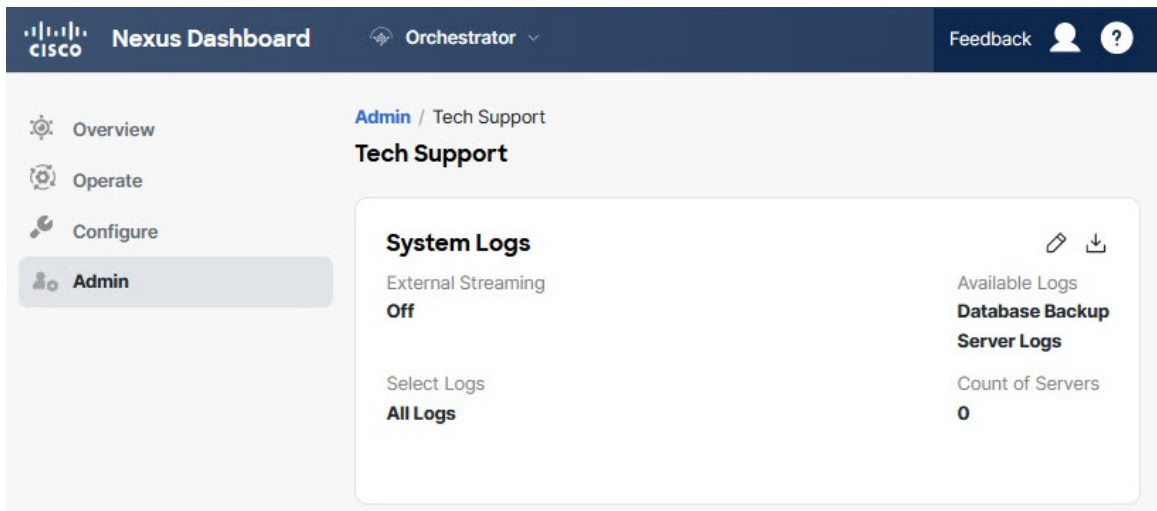 CISCO Nexus Dashboard Orchestrator Feedback ?
Overview
Operate
Configure
Admin
Admin / Tech Support
Tech Support
System Logs
External Streaming
Off
Available Logs
Database Backup
Server Logs
Select Logs
All Logs
Count of Servers
0